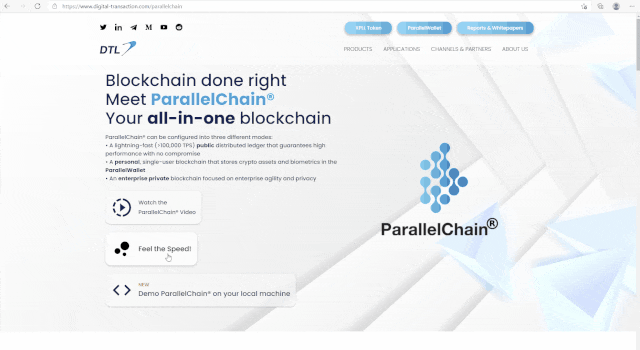 https://www.digital-transaction.com/parallelchain
XPLL Token
ParallelWallet
Reports & Whitepapers
DTL
PRODUCTS
APPLICATIONS
CHANNELS & PARTNERS
ABOUT US
Blockchain done right
Meet ParallelChain®
Your all-in-one blockchain
ParallelChain® can be configured into three different modes:
• A lightning-fast (>100,000 TPS) public distributed ledger that guarantees high
performance with no compromise
• A personal, single-user blockchain that stores crypto assets and biometrics in the
ParallelWallet
• An enterprise private blockchain focused on enterprise agility and privacy
Watch the
ParallelChain® Video
Feel the Speed!
NEW
Demo ParallelChain® on your local machine
ParallelChain®